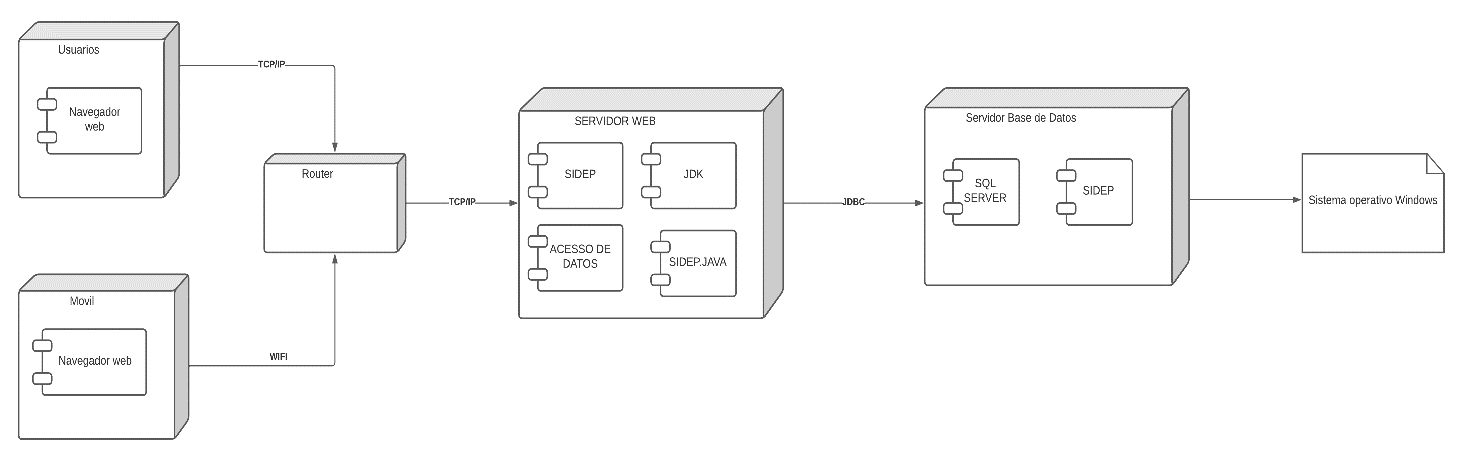 Usuarios
Navegador
web
TCP/IP
Router
Movil
Navegador web
WIFI
TCP/IP
SERVIDOR WEB
SIDEP
JDK
ACESSO DE
DATOS
SIDEP.JAVA
JDBC
Servidor Base de Datos
SQL
SERVER
SIDEP
Sistema operativo Windows